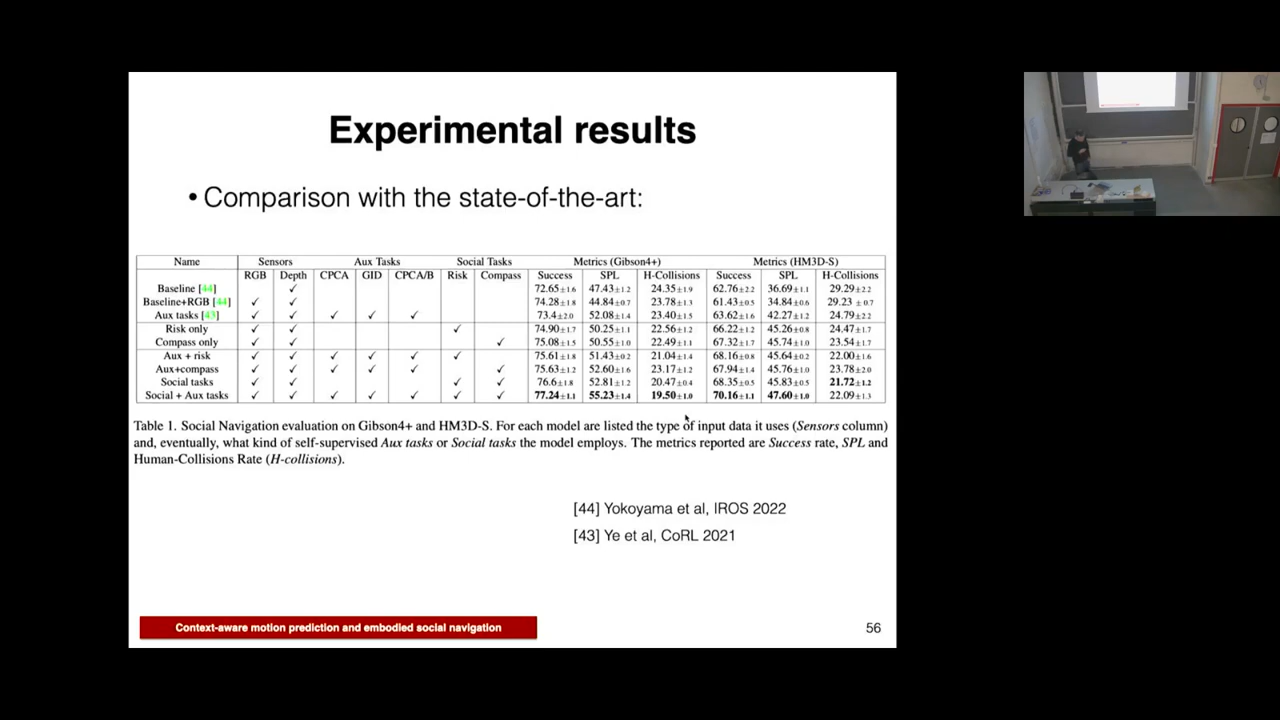 Experimental results
• Comparison with the state-of-the-art:
Name Sensors Aux Tasks Social Tasks Metrics (Gibson4+) Metrics (HM3D-S)
RGB Depth CPCA GID CPCA/B Risk Compass Success SPL H-Collisions Success SPL H-Collisions
Baseline [44] ✓ 72.65±1.6 47.43±1.2 24.35±1.9 62.76±2.2 36.69±1.1 29.29±2.2
Baseline+RGB [44] ✓ ✓ 74.28±1.8 44.84±0.7 23.78±1.3 61.43±0.5 34.84±0.6 29.23 ±0.7
Aux tasks [43] ✓ ✓ ✓ ✓ ✓ 73.4±2.0 52.08±1.4 23.40±1.5 63.62±1.6 42.27±1.2 24.79±2.2
Risk only ✓ ✓ ✓ 74.90±1.7 50.25±1.1 22.56±1.2 66.22±1.2 45.26±0.8 24.47±1.7
Compass only ✓ ✓ ✓ 75.08±1.5 50.55±1.0 22.49±1.1 67.32±1.7 45.74±1.0 23.54±1.7
Aux + risk ✓ ✓ ✓ ✓ ✓ ✓ 75.61±1.8 51.43±0.2 21.04±1.4 68.16±0.8 45.64±0.2 22.00±1.6
Aux+compass ✓ ✓ ✓ ✓ ✓ ✓ 75.63±1.2 52.60±1.6 23.17±1.2 67.94±1.4 45.76±1.0 23.78±2.0
Social tasks ✓ ✓ ✓ ✓ 76.6±1.8 52.81±1.2 20.47±0.4 68.35±0.5 45.83±0.5 21.72±1.2
Social + Aux tasks ✓ ✓ ✓ ✓ ✓ ✓ ✓ 77.24±1.1 55.23±1.4 19.50±1.0 70.16±1.1 47.60±1.0 22.09±1.3
Table 1. Social Navigation evaluation on Gibson4+ and HM3D-S. For each model are listed the type of input data it uses (Sensors column)
and, eventually, what kind of self-supervised Aux tasks or Social tasks the model employs. The metrics reported are Success rate, SPL and
Human-Collisions Rate (H-collisions).
[44] Yokoyama et al, IROS 2022
[43] Ye et al, CoRL 2021
Context-aware motion prediction and embodied social navigation
56